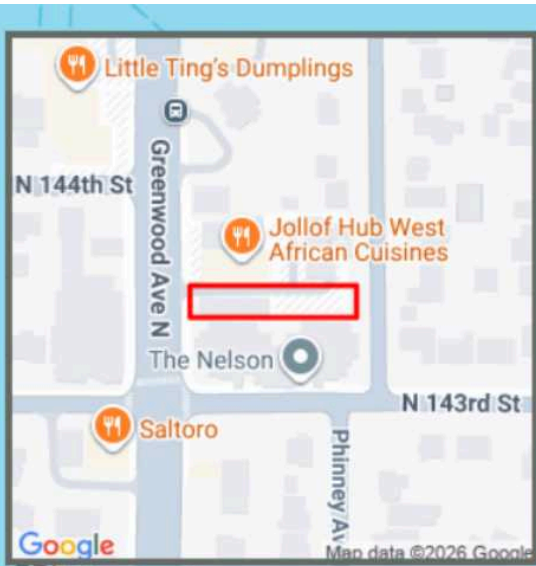 Little Ting's Dumplings
N 144th St
Greenwood Ave N
Jollof Hub West
African Cuisines
The Nelson
N 143rd St
Saltoro
Phinney Av
Google
Map data ©2026 Google